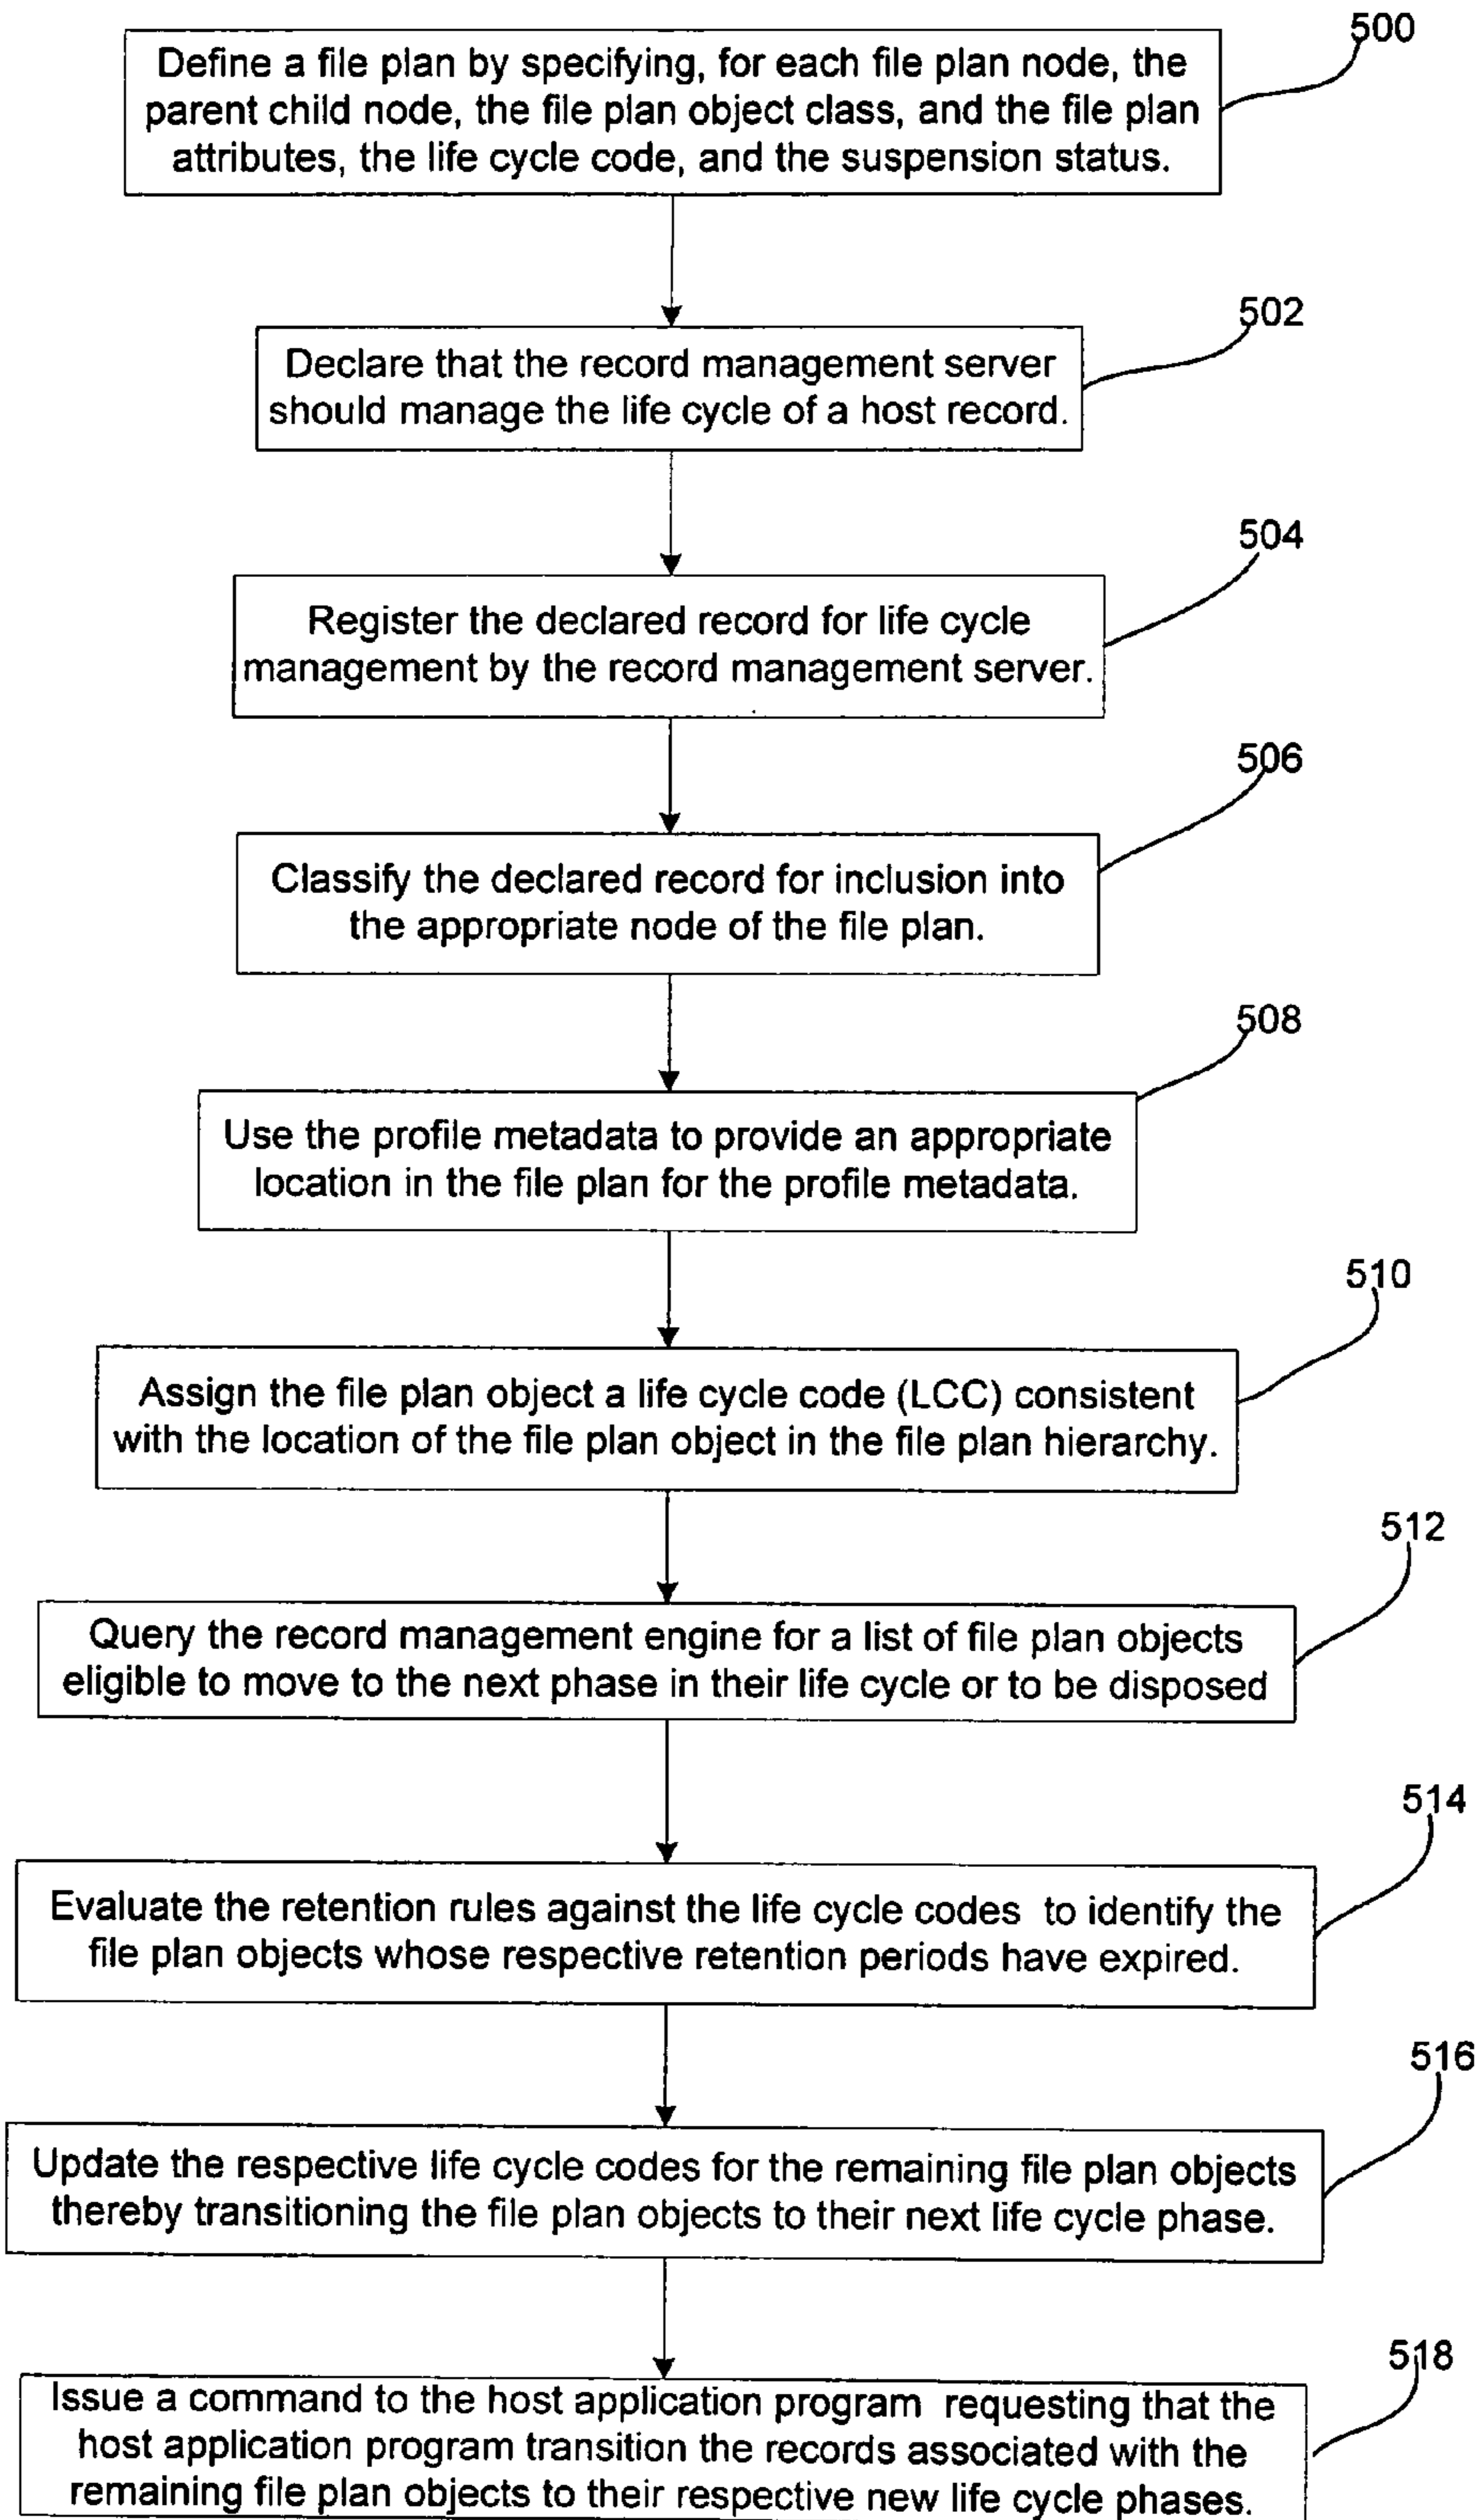 500
Define a file plan by specifying, for each file plan node, the
parent child node, the file plan object class, and the file plan
attributes, the life cycle code, and the suspension status.
502
Declare that the record management server
should manage the life cycle of a host record.
504
Register the declared record for life cycle
management by the record management server.
506
Classify the declared record for inclusion into
the appropriate node of the file plan.
508
Use the profile metadata to provide an appropriate
location in the file plan for the profile metadata.
510
Assign the file plan object a life cycle code (LCC) consistent
with the location of the file plan object in the file plan hierarchy.
512
Query the record management engine for a list of file plan objects
eligible to move to the next phase in their life cycle or to be disposed
514
Evaluate the retention rules against the life cycle codes to identify the
file plan objects whose respective retention periods have expired.
516
Update the respective life cycle codes for the remaining file plan objects
thereby transitioning the file plan objects to their next life cycle phase.
518
Issue a command to the host application program requesting that the
host application program transition the records associated with the
remaining file plan objects to their respective new life cycle phases.